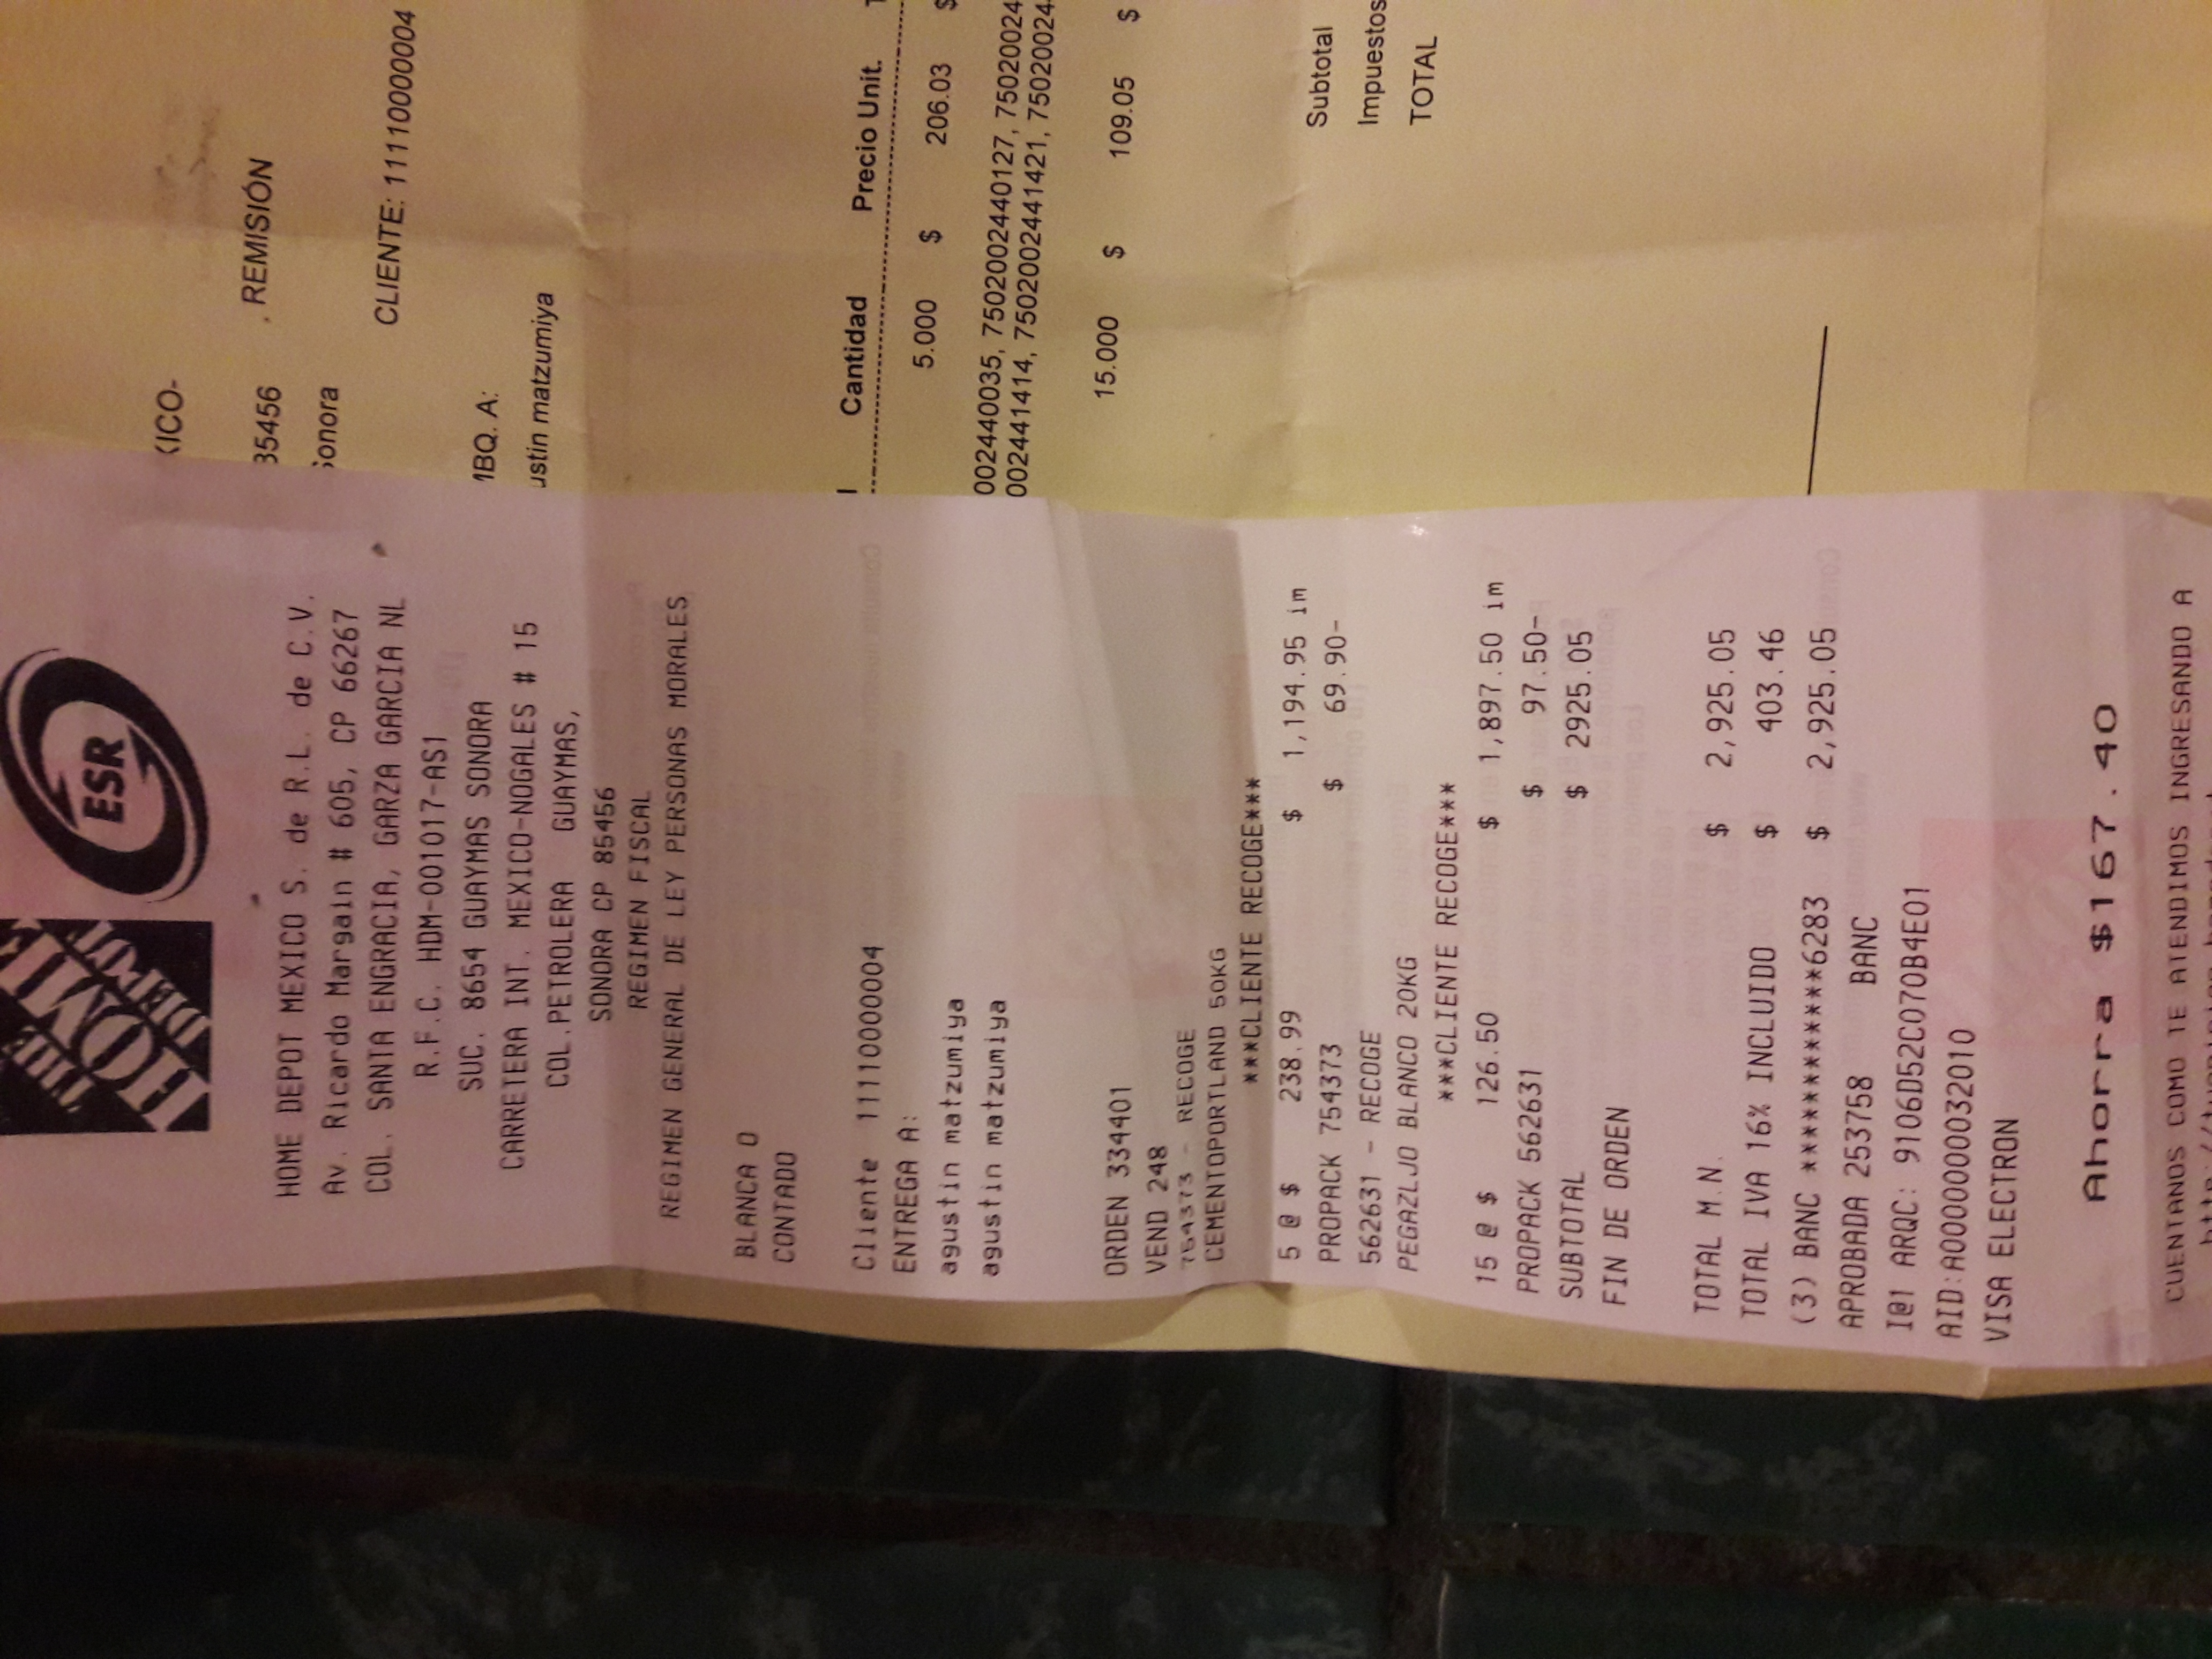 THE
HOME
DEPOT
ESR
HOME DEPOT MEXICO S. de R.L. de C.V.
Av. Ricardo Margain # 605, CP 66267
COL. SANTA ENGRACIA, GARZA GARCIA NL
R.F.C. HDM-001017-AS1
SUC. 8654 GUAYMAS SONORA
CARRETERA INT. MEXICO-NOGALES # 15
COL.PETROLERA GUAYMAS,
SONORA CP 85456
REGIMEN FISCAL
REGIMEN GENERAL DE LEY PERSONAS MORALES
BLANCA O
CONTADO
Cliente 11110000004
ENTREGA A:
agustin matzumiya
agustin matzumiya
ORDEN 334401
VEND 248
754373 - RECOGE
CEMENTOPORTLAND 50KG
***CLIENTE RECOGE***
5 @ $ 238.99 $ 1,194.95 im
PROPACK 754373 $ 69.90-
562631 - RECOGE
PEGAZLJO BLANCO 20KG
***CLIENTE RECOGE***
15 @ $ 126.50 $ 1,897.50 im
PROPACK 562631 $ 97.50-
SUBTOTAL $ 2925.05
FIN DE ORDEN
TOTAL M.N. $ 2,925.05
TOTAL IVA 16% INCLUIDO $ 403.46
(3) BANC ************6283 $ 2,925.05
APROBADA 253758 BANC
I@1 ARQC: 9106D52C070B4E01
AID:A0000000032010
VISA ELECTRON
Ahorra $167.40
CUENTANOS COMO TE ATENDIMOS INGRESANDO A
XICO-
85456 REMISIÓN
Sonora
CLIENTE: 11110000004
MBQ. A:
ustin matzumiya
Cantidad Precio Unit.
5.000 $ 206.03 $
002440035, 7502002440127, 75020024
002441414, 7502002441421, 75020024
15.000 $ 109.05 $
Subtotal
Impuestos
TOTAL